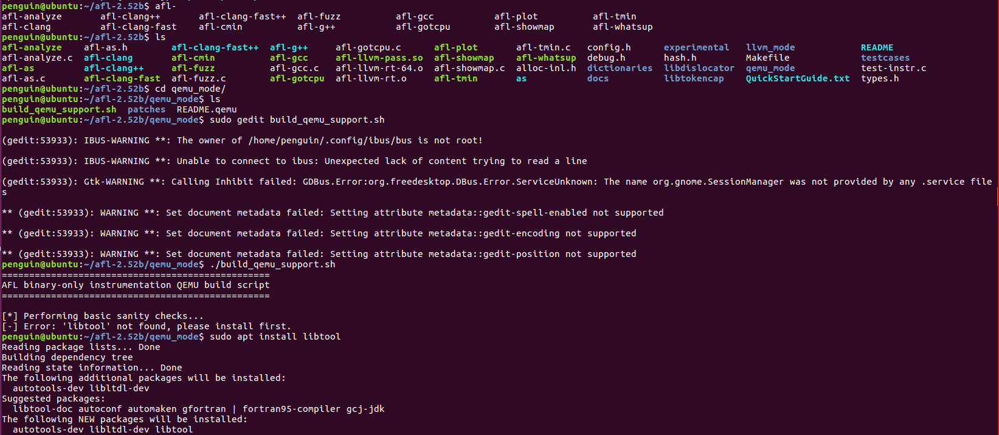 penguin@ubuntu:~/afl-2.52b$ afl-
afl-analyze       afl-clang++       afl-clang-fast++  afl-fuzz          afl-gcc           afl-plot          afl-tmin
afl-clang         afl-clang-fast    afl-cmin          afl-g++           afl-gotcpu        afl-showmap       afl-whatsup
penguin@ubuntu:~/afl-2.52b$ ls
afl-analyze    afl-as.h        afl-clang-fast++  afl-g++     afl-gotcpu.c      afl-plot       afl-tmin.c   config.h      experimental   llvm_mode            README
afl-analyze.c  afl-clang       afl-cmin          afl-gcc     afl-llvm-pass.so  afl-showmap    afl-whatsup  debug.h       hash.h         Makefile             testcases
afl-as         afl-clang++     afl-fuzz          afl-gcc.c   afl-llvm-rt-64.o  afl-showmap.c  alloc-inl.h  dictionaries  libdislocator  qemu_mode            test-instr.c
afl-as.c       afl-clang-fast  afl-fuzz.c        afl-gotcpu  afl-llvm-rt.o     afl-tmin       as           docs          libtokencap    QuickStartGuide.txt  types.h
penguin@ubuntu:~/afl-2.52b$ cd qemu_mode/
penguin@ubuntu:~/afl-2.52b/qemu_mode$ ls
build_qemu_support.sh  patches  README.qemu
penguin@ubuntu:~/afl-2.52b/qemu_mode$ sudo gedit build_qemu_support.sh
(gedit:53933): IBUS-WARNING **: The owner of /home/penguin/.config/ibus/bus is not root!
(gedit:53933): IBUS-WARNING **: Unable to connect to ibus: Unexpected lack of content trying to read a line
(gedit:53933): Gtk-WARNING **: Calling Inhibit failed: GDBus.Error:org.freedesktop.DBus.Error.ServiceUnknown: The name org.gnome.SessionManager was not provided by any .service file
s
** (gedit:53933): WARNING **: Set document metadata failed: Setting attribute metadata::gedit-spell-enabled not supported
** (gedit:53933): WARNING **: Set document metadata failed: Setting attribute metadata::gedit-encoding not supported
** (gedit:53933): WARNING **: Set document metadata failed: Setting attribute metadata::gedit-position not supported
penguin@ubuntu:~/afl-2.52b/qemu_mode$ ./build_qemu_support.sh
=================================================
AFL binary-only instrumentation QEMU build script
=================================================
[*] Performing basic sanity checks...
[-] Error: 'libtool' not found, please install first.
penguin@ubuntu:~/afl-2.52b/qemu_mode$ sudo apt install libtool
Reading package lists... Done
Building dependency tree
Reading state information... Done
The following additional packages will be installed:
  autotools-dev libltdl-dev
Suggested packages:
  libtool-doc autoconf automaken gfortran | fortran95-compiler gcj-jdk
The following NEW packages will be installed:
  autotools-dev libltdl-dev libtool